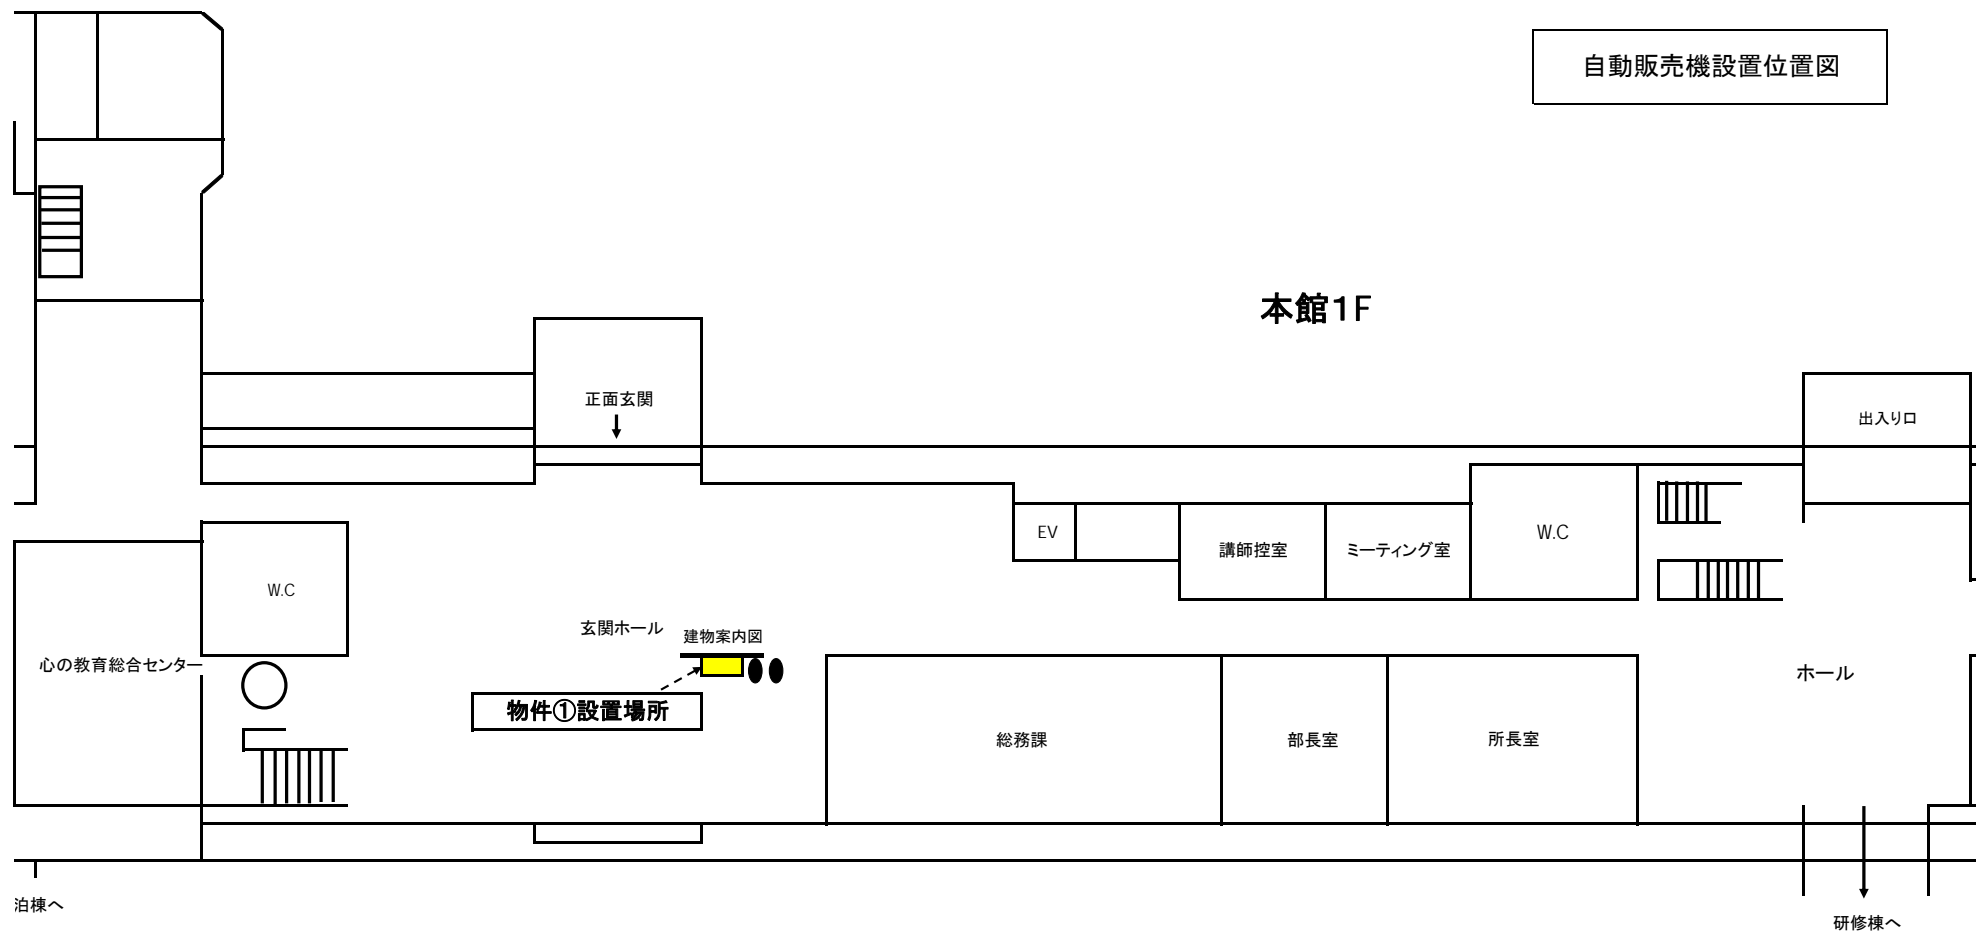 自動販売機設置位置図
本館１Ｆ
正面玄関
出入り口
EV
講師控室
ミーティング室
W.C
W.C
玄関ホール
建物案内図
心の教育総合センター
ホール
物件①設置場所
総務課
部長室
所長室
泊棟へ
研修棟へ